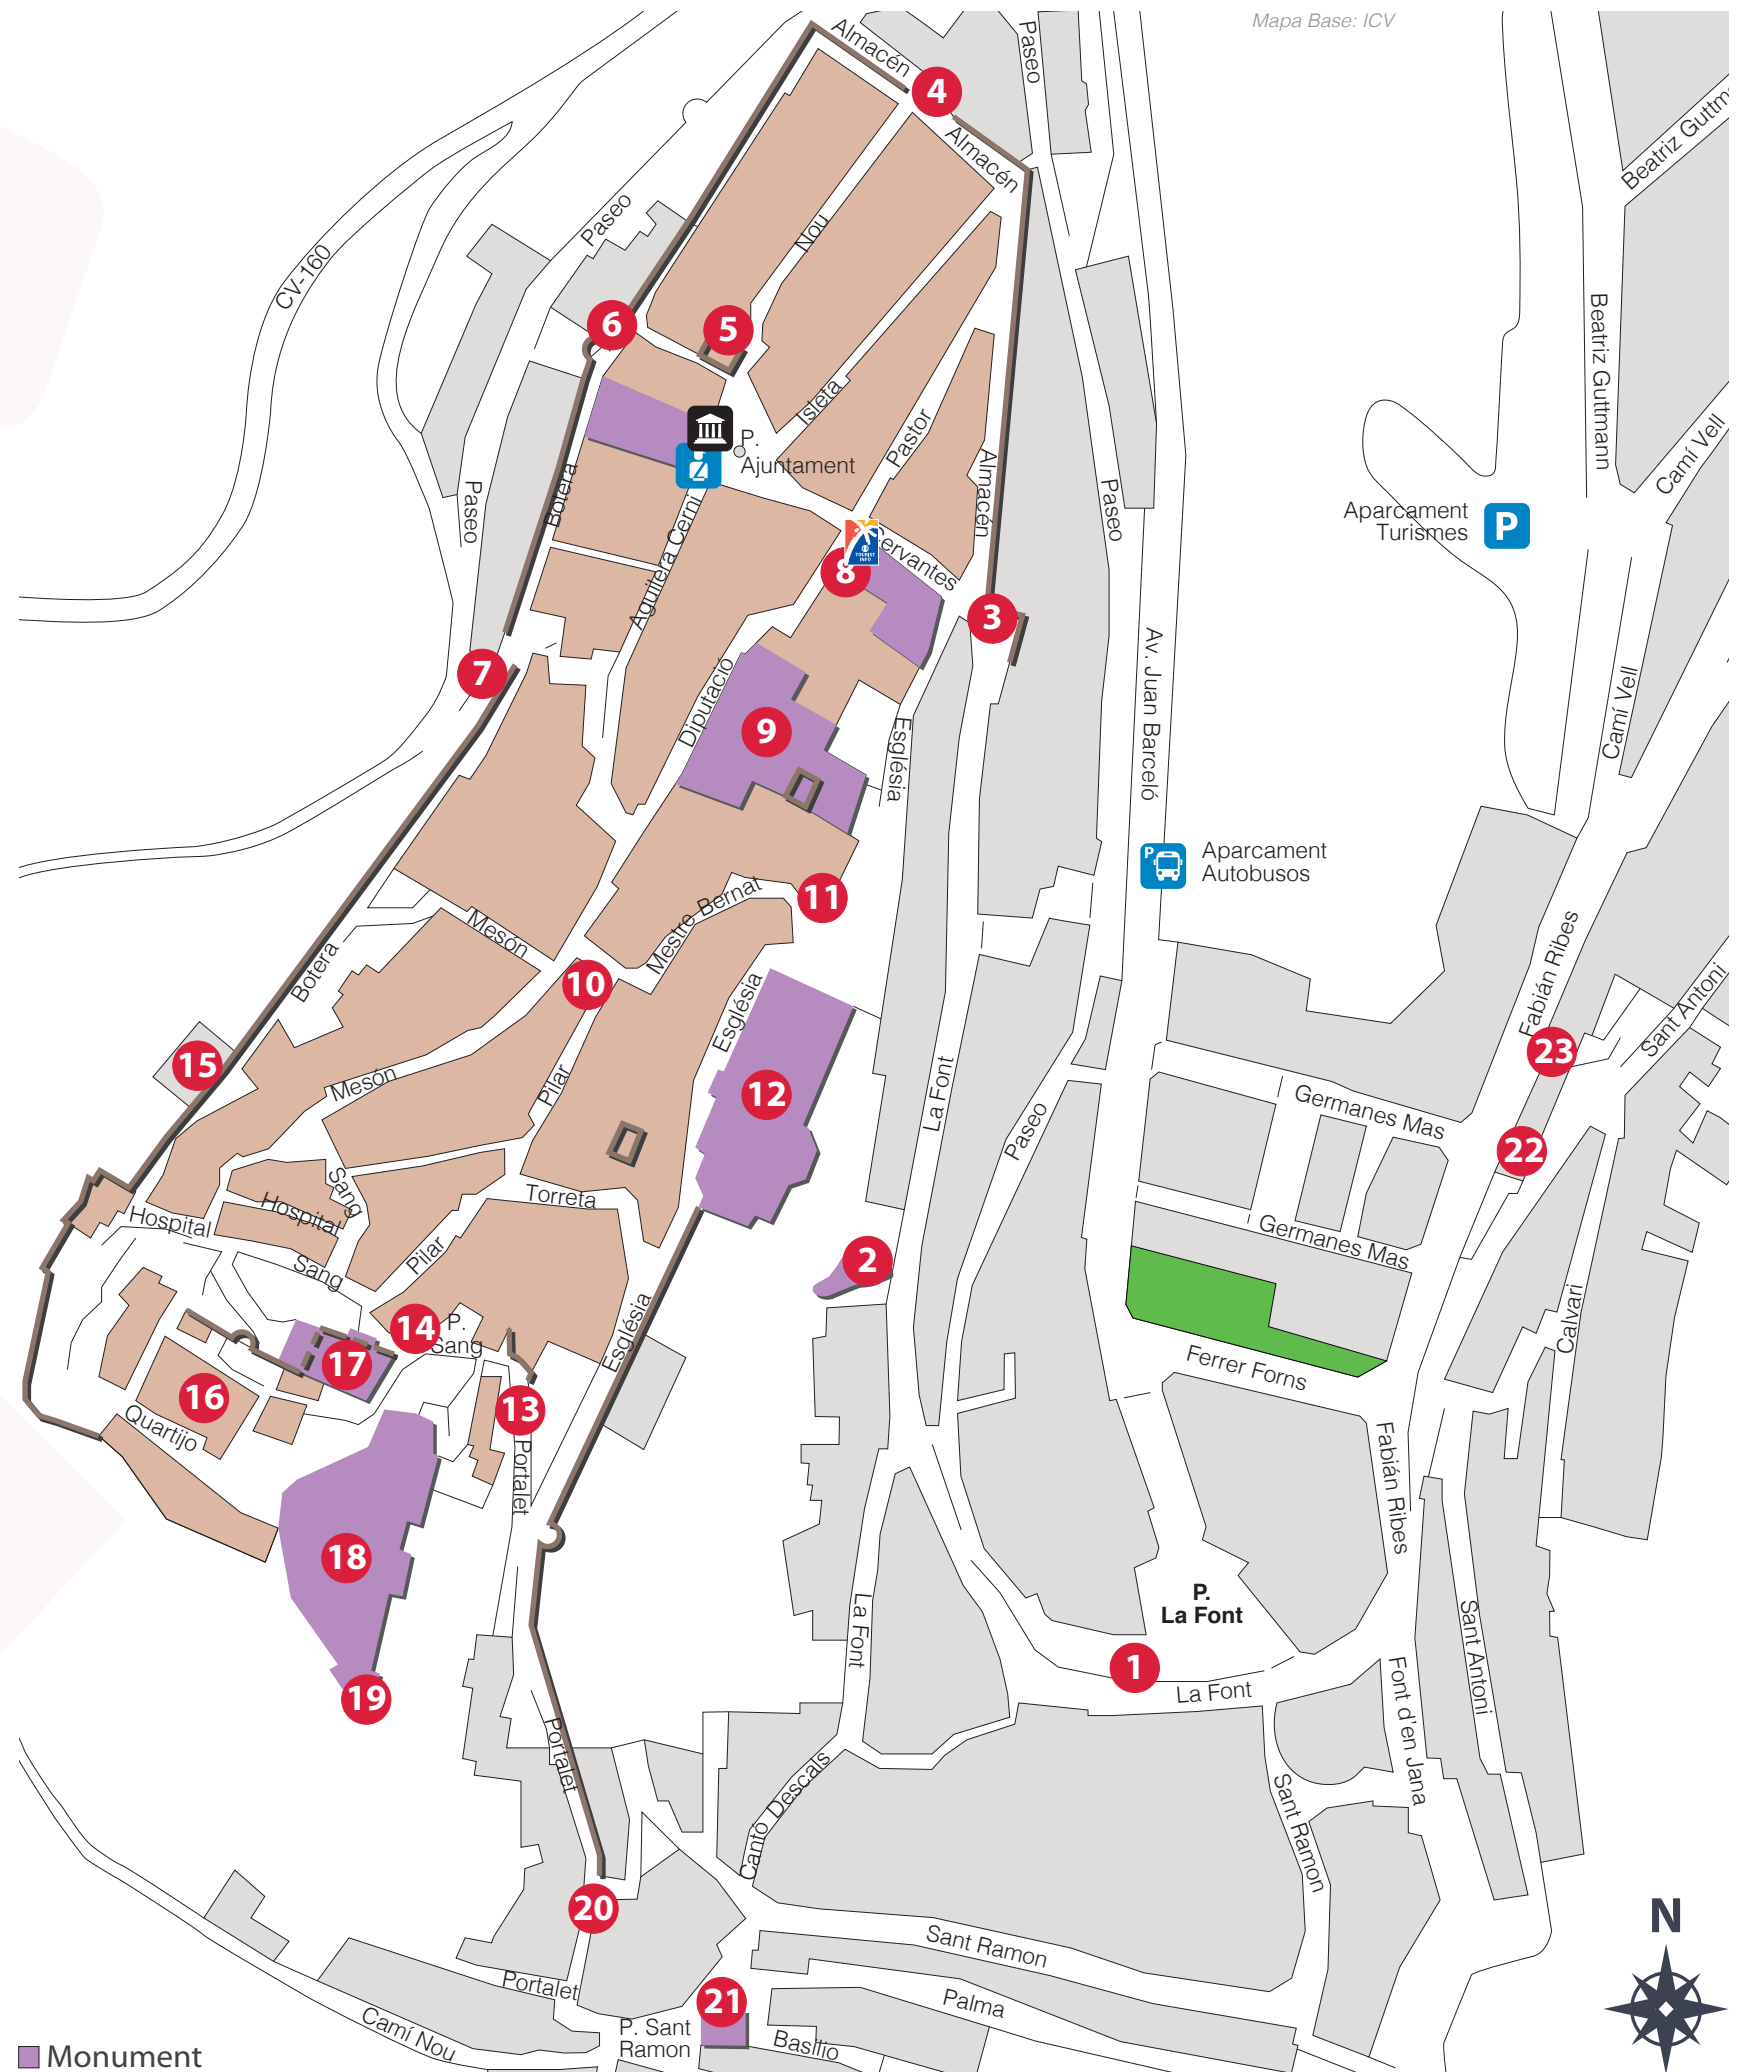 Mapa Base: ICV
Almacén
Paseo
4
Almacén
Beatriz Guttm
Paseo
Nou
CV-160
6
5
Beatriz Guttmann
Isleta
Pastor
P.
Ajuntament
Camí Vell
Almacén
Paseo
Botera
Paseo
Aparcament
Turismes
P
Aguilera Cerni
TOURIST
INFO
Cervantes
8
3
7
Av. Juan Barceló
Diputació
9
Església
Camí Vell
P
Aparcament
Autobusos
11
Mestre Bernat
Mesón
Botera
10
Fabián Ribes
Sant Antoni
Església
15
23
Mesón
Pilar
12
La Font
Paseo
Germanes Mas
22
Sang
Hospital
Hospital
Torreta
Germanes Mas
Pilar
Sang
2
Església
Calvari
14
P.
Sang
17
16
13
Ferrer Forns
Quartijo
Portalet
Fabián Ribes
18
La Font
P.
La Font
Sant Antoni
1
La Font
19
Font d'en Jana
Portalet
Cantó Descals
Sant Ramon
20
N
Sant Ramon
Portalet
21
Palma
Camí Nou
P. Sant
Ramon
Basilio
Monument